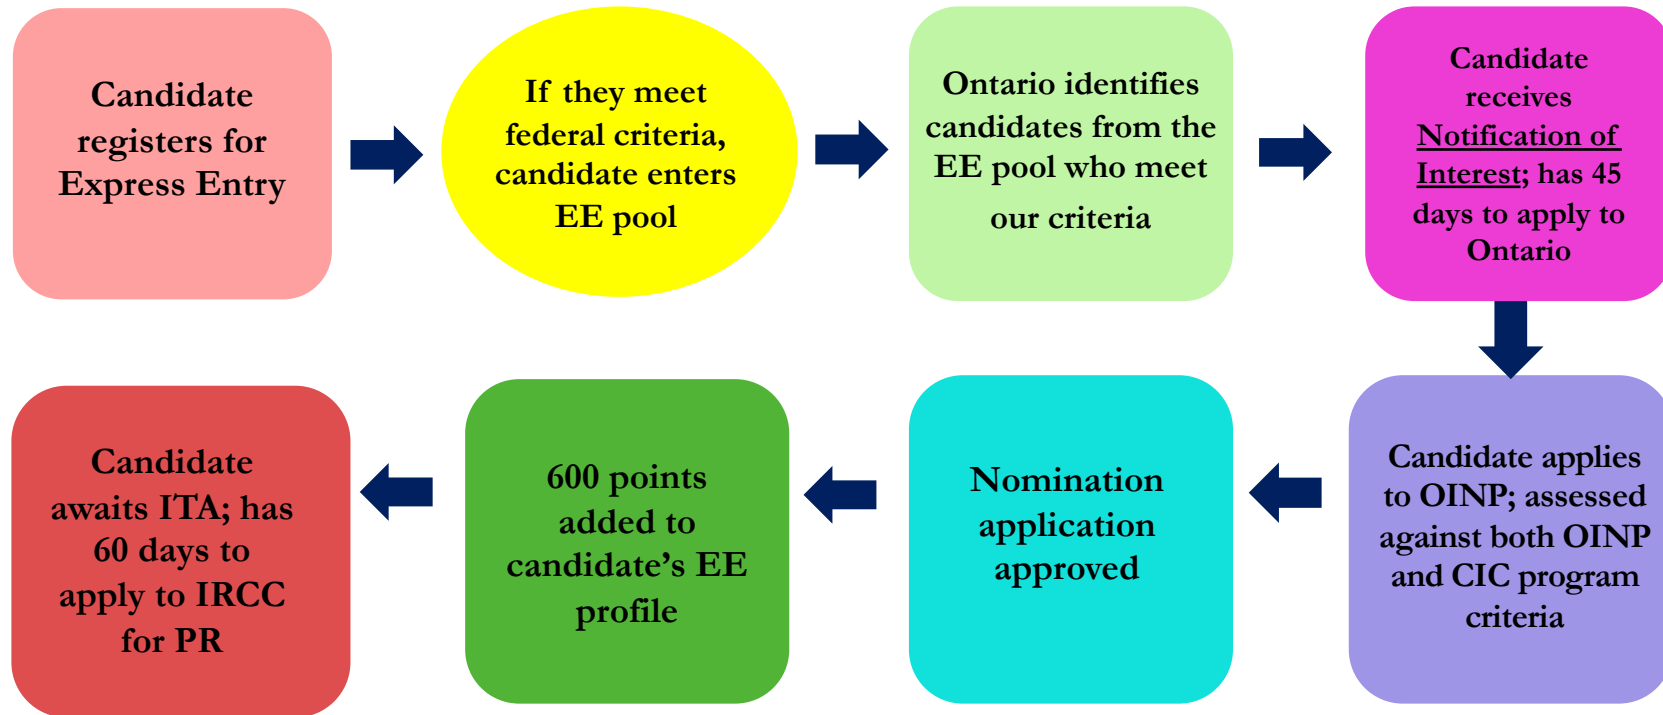 Candidate
registers for
Express Entry
If they meet
federal criteria,
candidate enters
EE pool
Ontario identifies
candidates from the
EE pool who meet
our criteria
Candidate
receives
Notification of
Interest; has 45
days to apply to
Ontario
Candidate applies
to OINP; assessed
against both OINP
and CIC program
criteria
Nomination
application
approved
600 points
added to
candidate’s EE
profile
Candidate
awaits ITA; has
60 days to
apply to IRCC
for PR